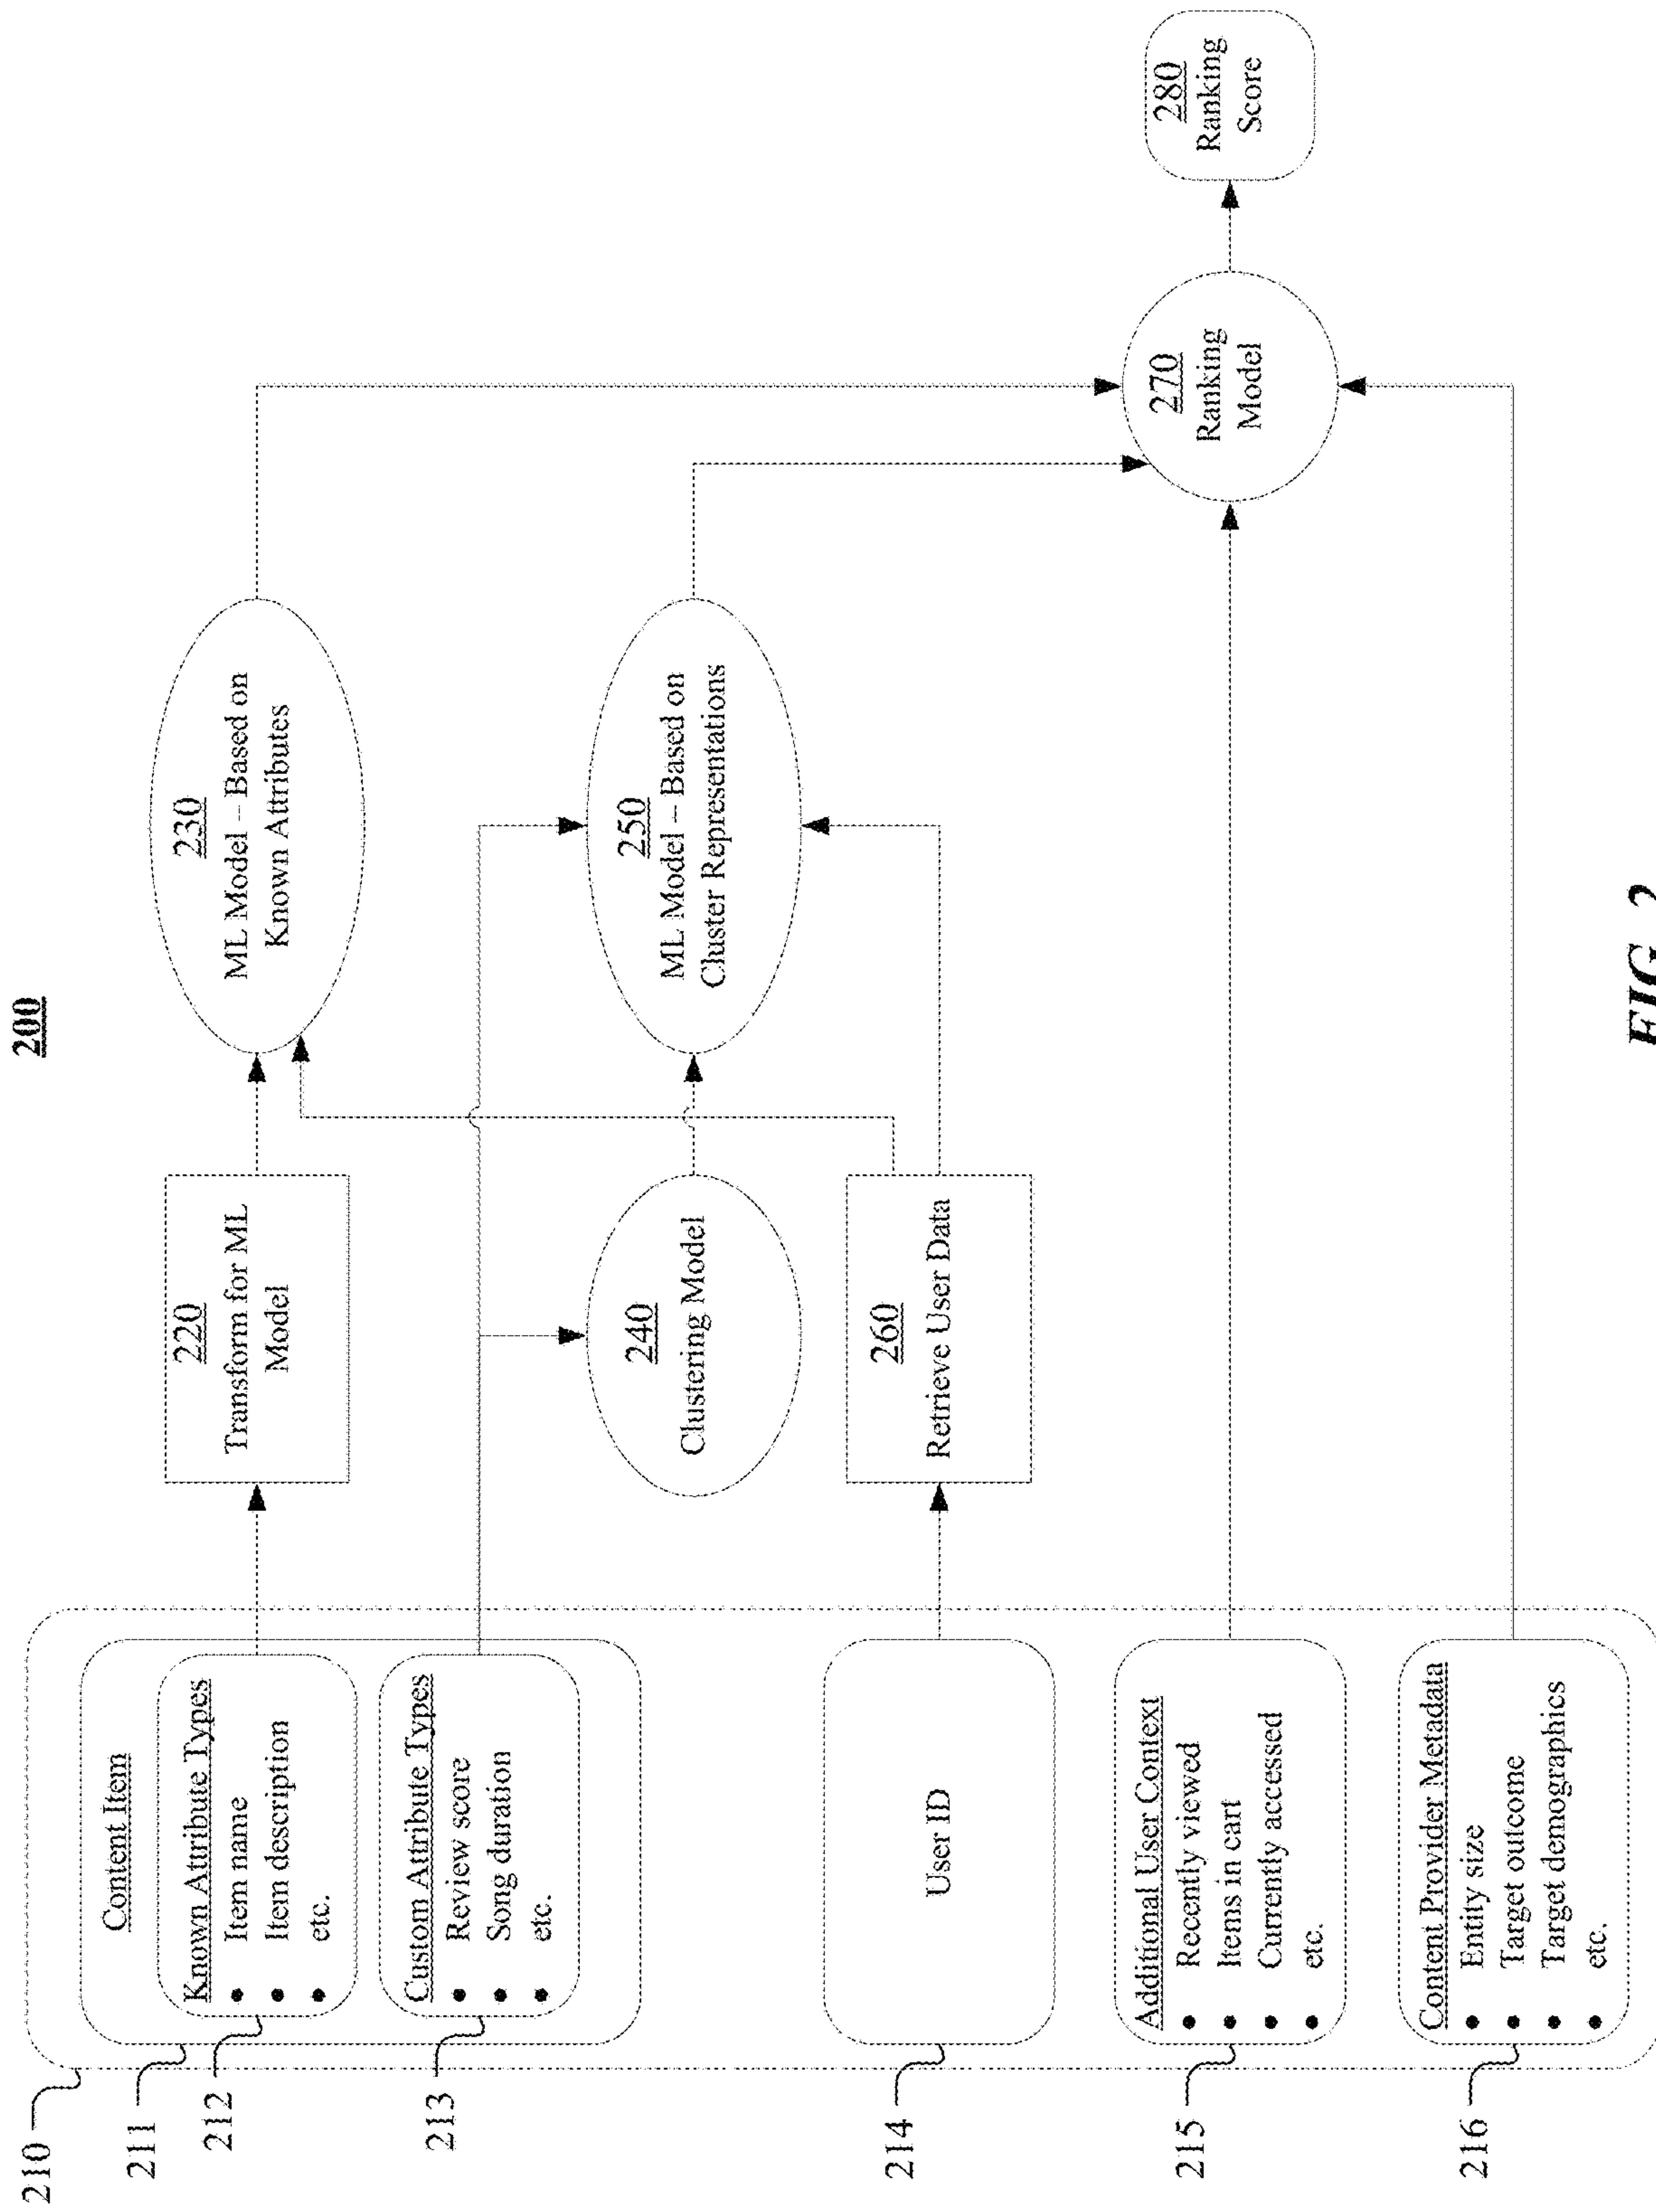 200
210
211
212
213
214
215
216
Content Item
Known Attribute Types
• Item nane
• Item description
• etc.
Custom Attribute Types
• Review score
• Song duration
• etc.
User ID
Additional User Context
• Recently viewed
• Items in cart
• Currently accessed
• etc.
Content Provider Metadata
• Entity size
• Target outcome
• Target demographics
• etc.
220
Transform for ML
Model
240
Clustering Model
260
Retrieve User Data
230
ML Model – Based on
Known Attributes
250
ML Model – Based on
Cluster Representations
270
Ranking
Model
280
Ranking
Score
FIG. 2